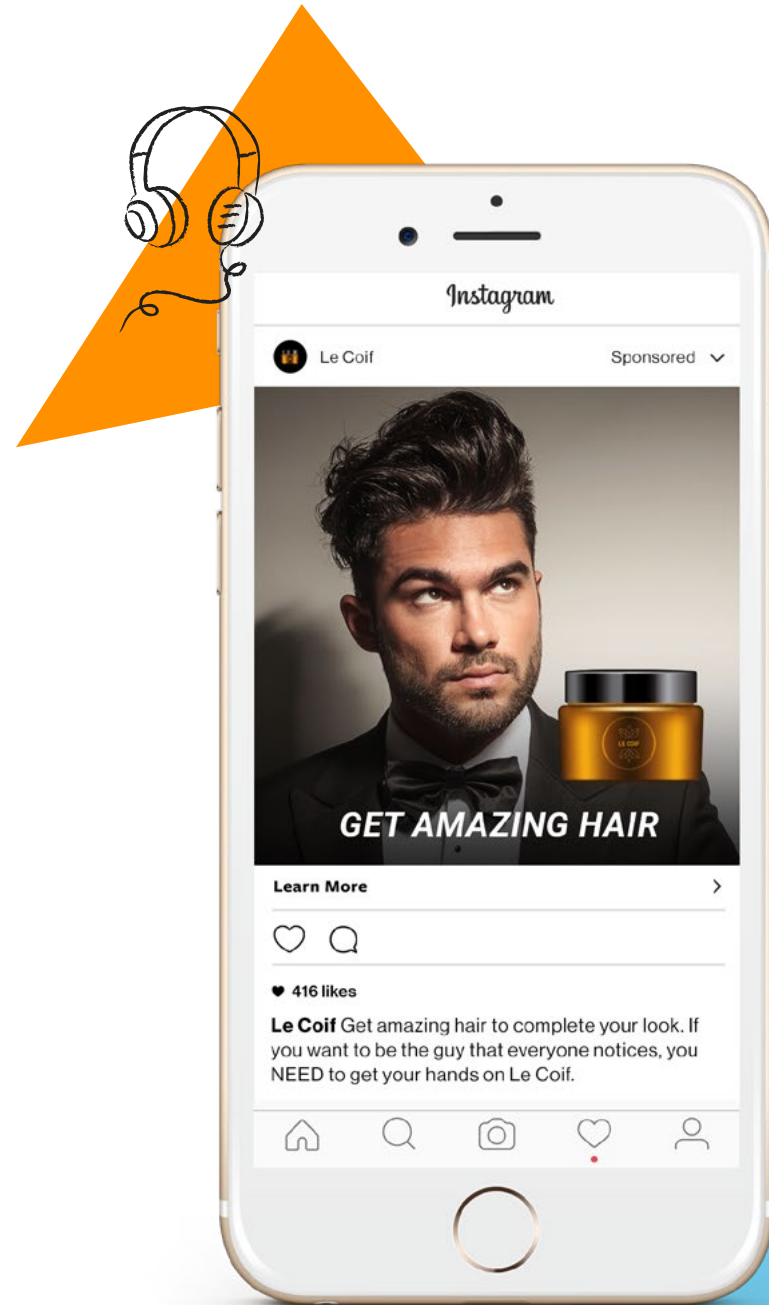 Instagram
Le Coif
Sponsored
LE COIF
GET AMAZING HAIR
Learn More
416 likes
Le Coif Get amazing hair to complete your look. If
you want to be the guy that everyone notices, you
NEED to get your hands on Le Coif.